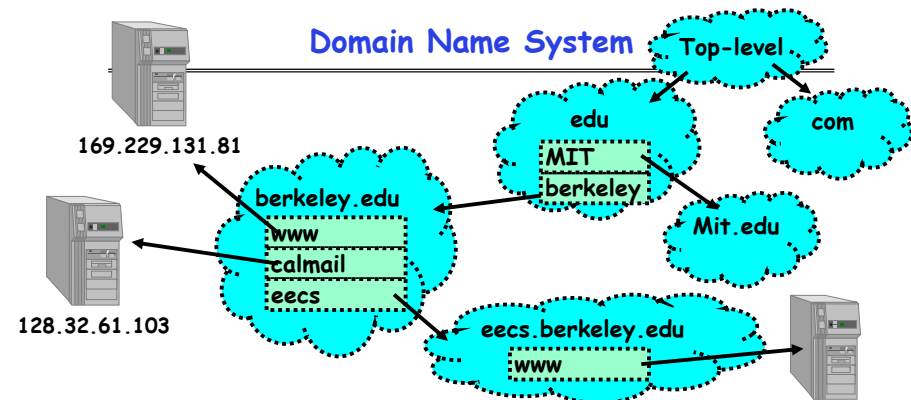 Domain Name System
Top-level
edu
com
169.229.131.81
MIT
berkeley
berkeley.edu
Mit.edu
www
calmail
eecs
128.32.61.103
eecs.berkeley.edu
www